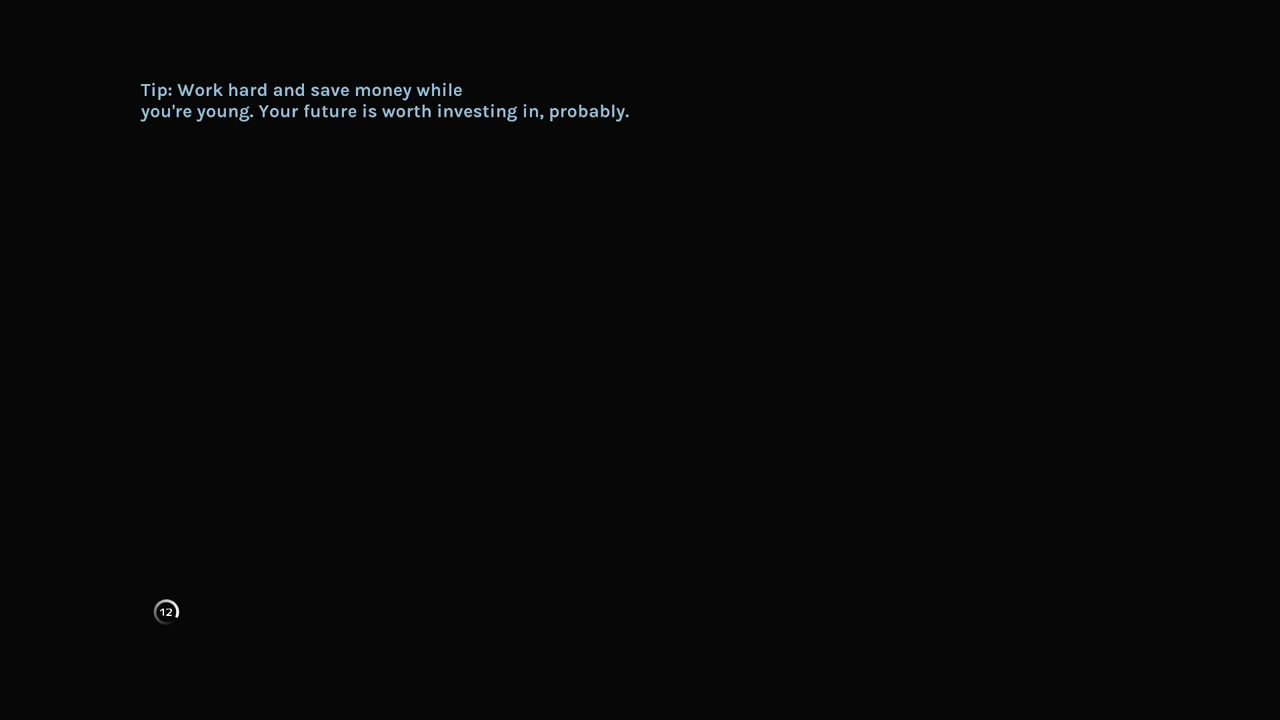 Tip: Work hard and save money while
you're young. Your future is worth investing in, probably.
12